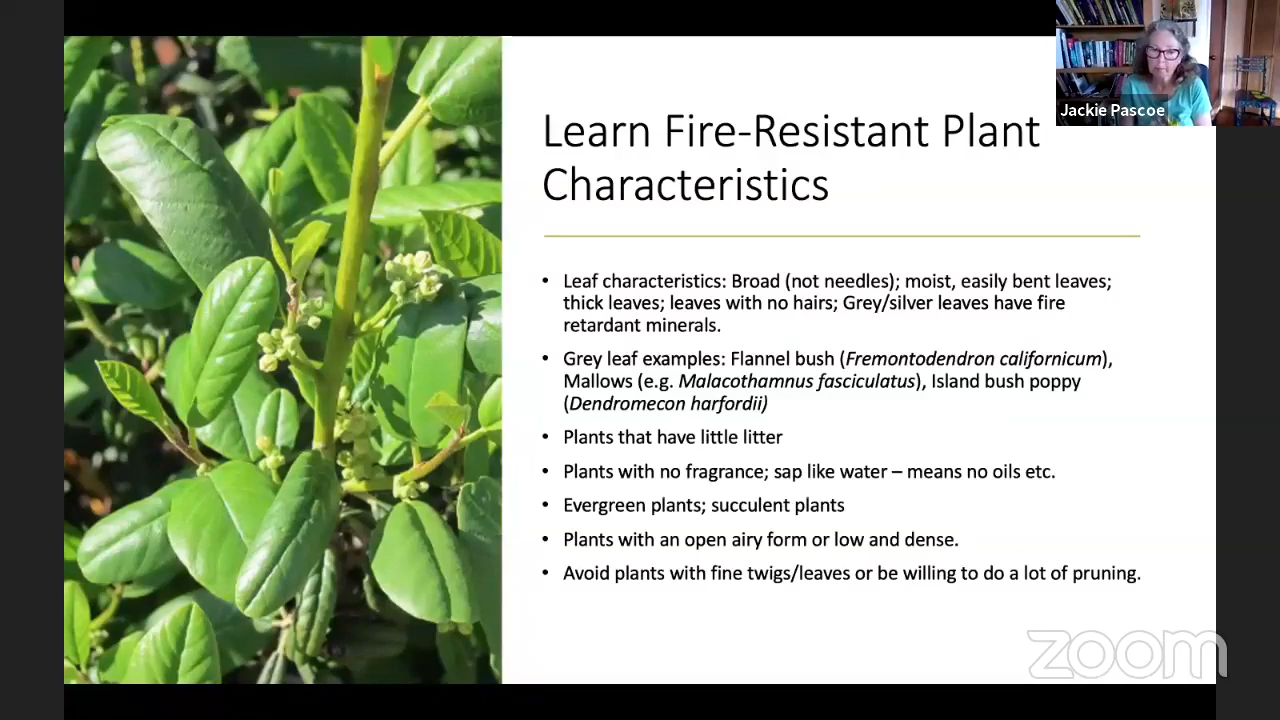 Jackie Pascoe
Learn Fire-Resistant Plant
Characteristics
• Leaf characteristics: Broad (not needles); moist, easily bent leaves;
thick leaves; leaves with no hairs; Grey/silver leaves have fire
retardant minerals.
• Grey leaf examples: Flannel bush (Fremontodendron californicum),
Mallows (e.g. Malacothamnus fasciculatus), Island bush poppy
(Dendromecon harfordii)
• Plants that have little litter
• Plants with no fragrance; sap like water – means no oils etc.
• Evergreen plants; succulent plants
• Plants with an open airy form or low and dense.
• Avoid plants with fine twigs/leaves or be willing to do a lot of pruning.
zoom